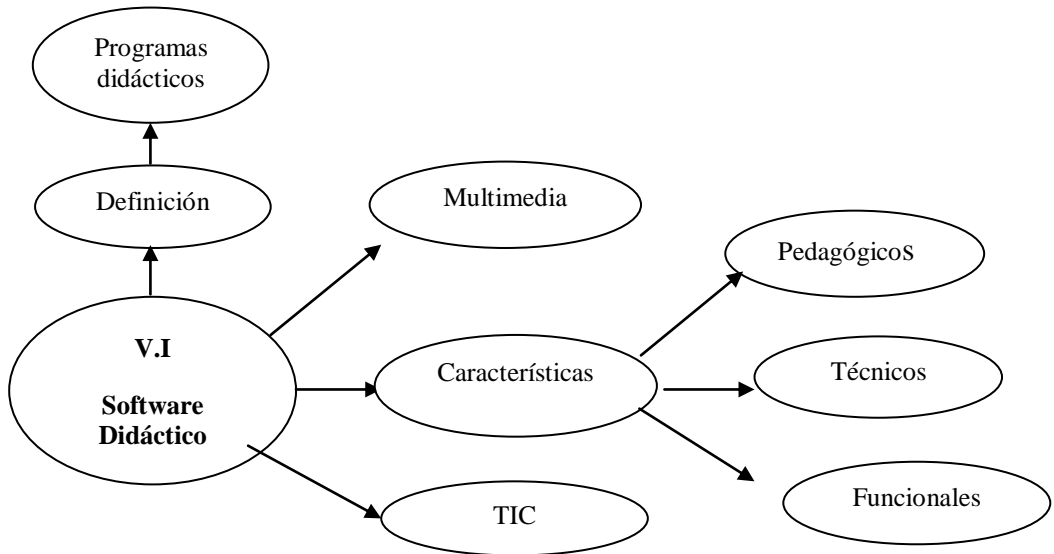 Programas
didácticos
Definición
Multimedia
Pedagógicos
V.I
Software
Didáctico
Características
Técnicos
TIC
Funcionales